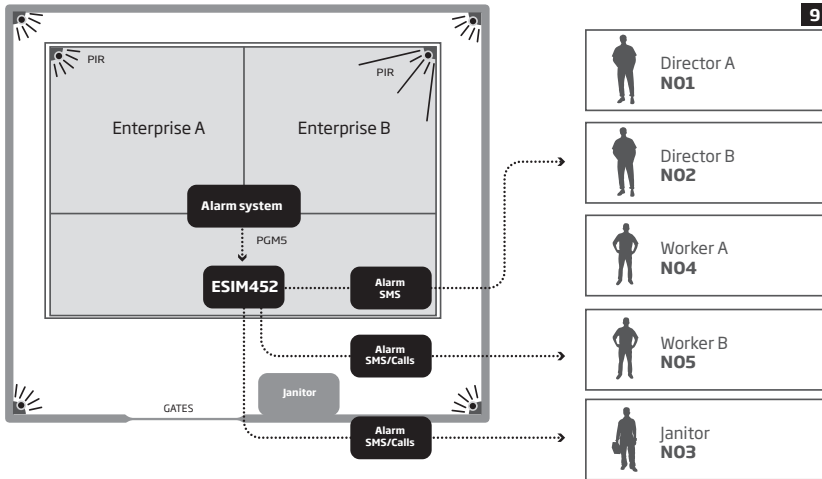 9
PIR
PIR
Enterprise A
Enterprise B
Alarm system
PGM5
ESIM452
Alarm
SMS
Alarm
SMS/Calls
Janitor
GATES
Alarm
SMS/Calls
Director A
NO1
Director B
NO2
Worker A
NO4
Worker B
NO5
Janitor
NO3